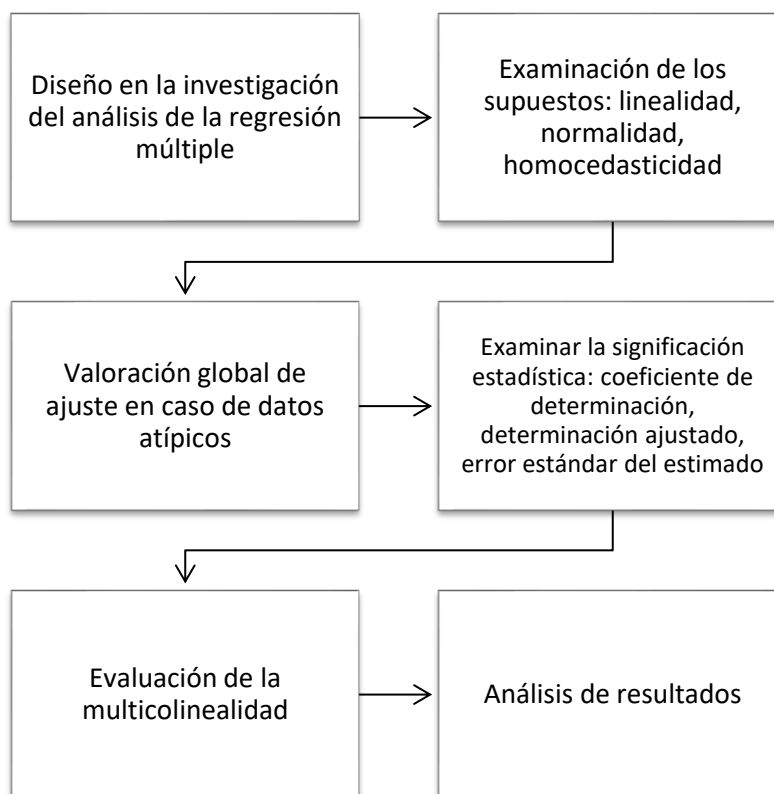 Diseño en la investigación
del análisis de la regresión
múltiple
Examinación de los
supuestos: linealidad,
normalidad,
homocedasticidad
Valoración global de
ajuste en caso de datos
atípicos
Examinar la significación
estadística: coeficiente de
determinación,
determinación ajustado,
error estándar del estimado
Evaluación de la
multicolinealidad
Análisis de resultados